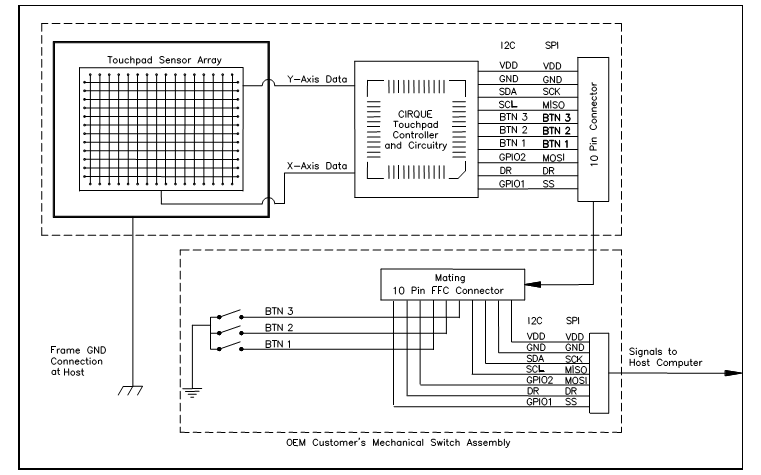 Touchpad Sensor Array
Y-Axis Data
X-Axis Data
CIRQUE
Touchpad
Controller
and Circuitry
I2C SPI
VDD VDD
GND GND
SDA SCK
SCL MISO
BTN 3 BTN 3
BTN 2 BTN 2
BTN 1 BTN 1
GPIO2 MOSI
DR DR
GPIO1 SS
10 Pin Connector
Mating
10 Pin FFC Connector
BTN 3
BTN 2
BTN 1
I2C SPI
VDD VDD
GND GND
SDA SCK
SCL MISO
GPIO2 MOSI
DR DR
GPIO1 SS
Signals to
Host Computer
Frame GND
Connection
at Host
OEM Customer's Mechanical Switch Assembly